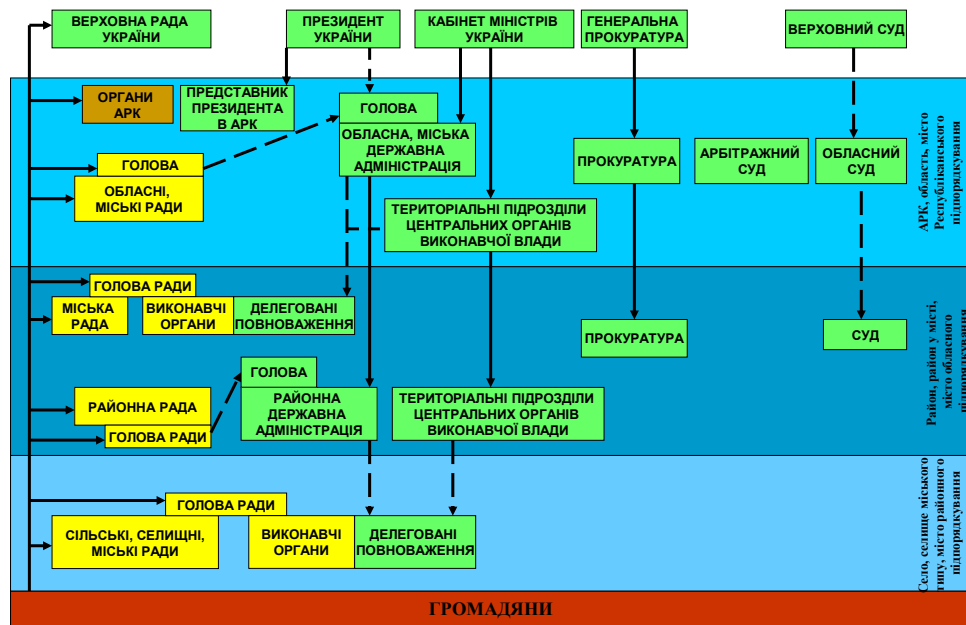 ВЕРХОВНА РАДА
УКРАЇНИ
ПРЕЗИДЕНТ
УКРАЇНИ
КАБІНЕТ МІНІСТРІВ
УКРАЇНИ
ГЕНЕРАЛЬНА
ПРОКУРАТУРА
ВЕРХОВНИЙ СУД
ОРГАНИ
АРК
ПРЕДСТАВНИК
ПРЕЗИДЕНТА
В АРК
ГОЛОВА
ОБЛАСНА, МІСЬКА
ДЕРЖАВНА
АДМІНІСТРАЦІЯ
ГОЛОВА
ОБЛАСНІ,
МІСЬКІ РАДИ
ПРОКУРАТУРА
АРБІТРАЖНИЙ
СУД
ОБЛАСНИЙ
СУД
ТЕРИТОРІАЛЬНІ ПІДРОЗДІЛИ
ЦЕНТРАЛЬНИХ ОРГАНІВ
ВИКОНАВЧОЇ ВЛАДИ
АРК, область, місто
Республіканського
підпорядкування
ГОЛОВА РАДИ
МІСЬКА
РАДА
ВИКОНАВЧІ
ОРГАНИ
ДЕЛЕГОВАНІ
ПОВНОВАЖЕННЯ
ПРОКУРАТУРА
СУД
ГОЛОВА
РАЙОННА
ДЕРЖАВНА
АДМІНІСТРАЦІЯ
РАЙОННА РАДА
ГОЛОВА РАДИ
ТЕРИТОРІАЛЬНІ ПІДРОЗДІЛИ
ЦЕНТРАЛЬНИХ ОРГАНІВ
ВИКОНАВЧОЇ ВЛАДИ
Район, район у місті,
місто обласного
підпорядкування
ГОЛОВА РАДИ
СІЛЬСЬКІ, СЕЛИЩНІ,
МІСЬКІ РАДИ
ВИКОНАВЧІ
ОРГАНИ
ДЕЛЕГОВАНІ
ПОВНОВАЖЕННЯ
Село, селище міського
типу, місто районного
підпорядкування
ГРОМАДЯНИ